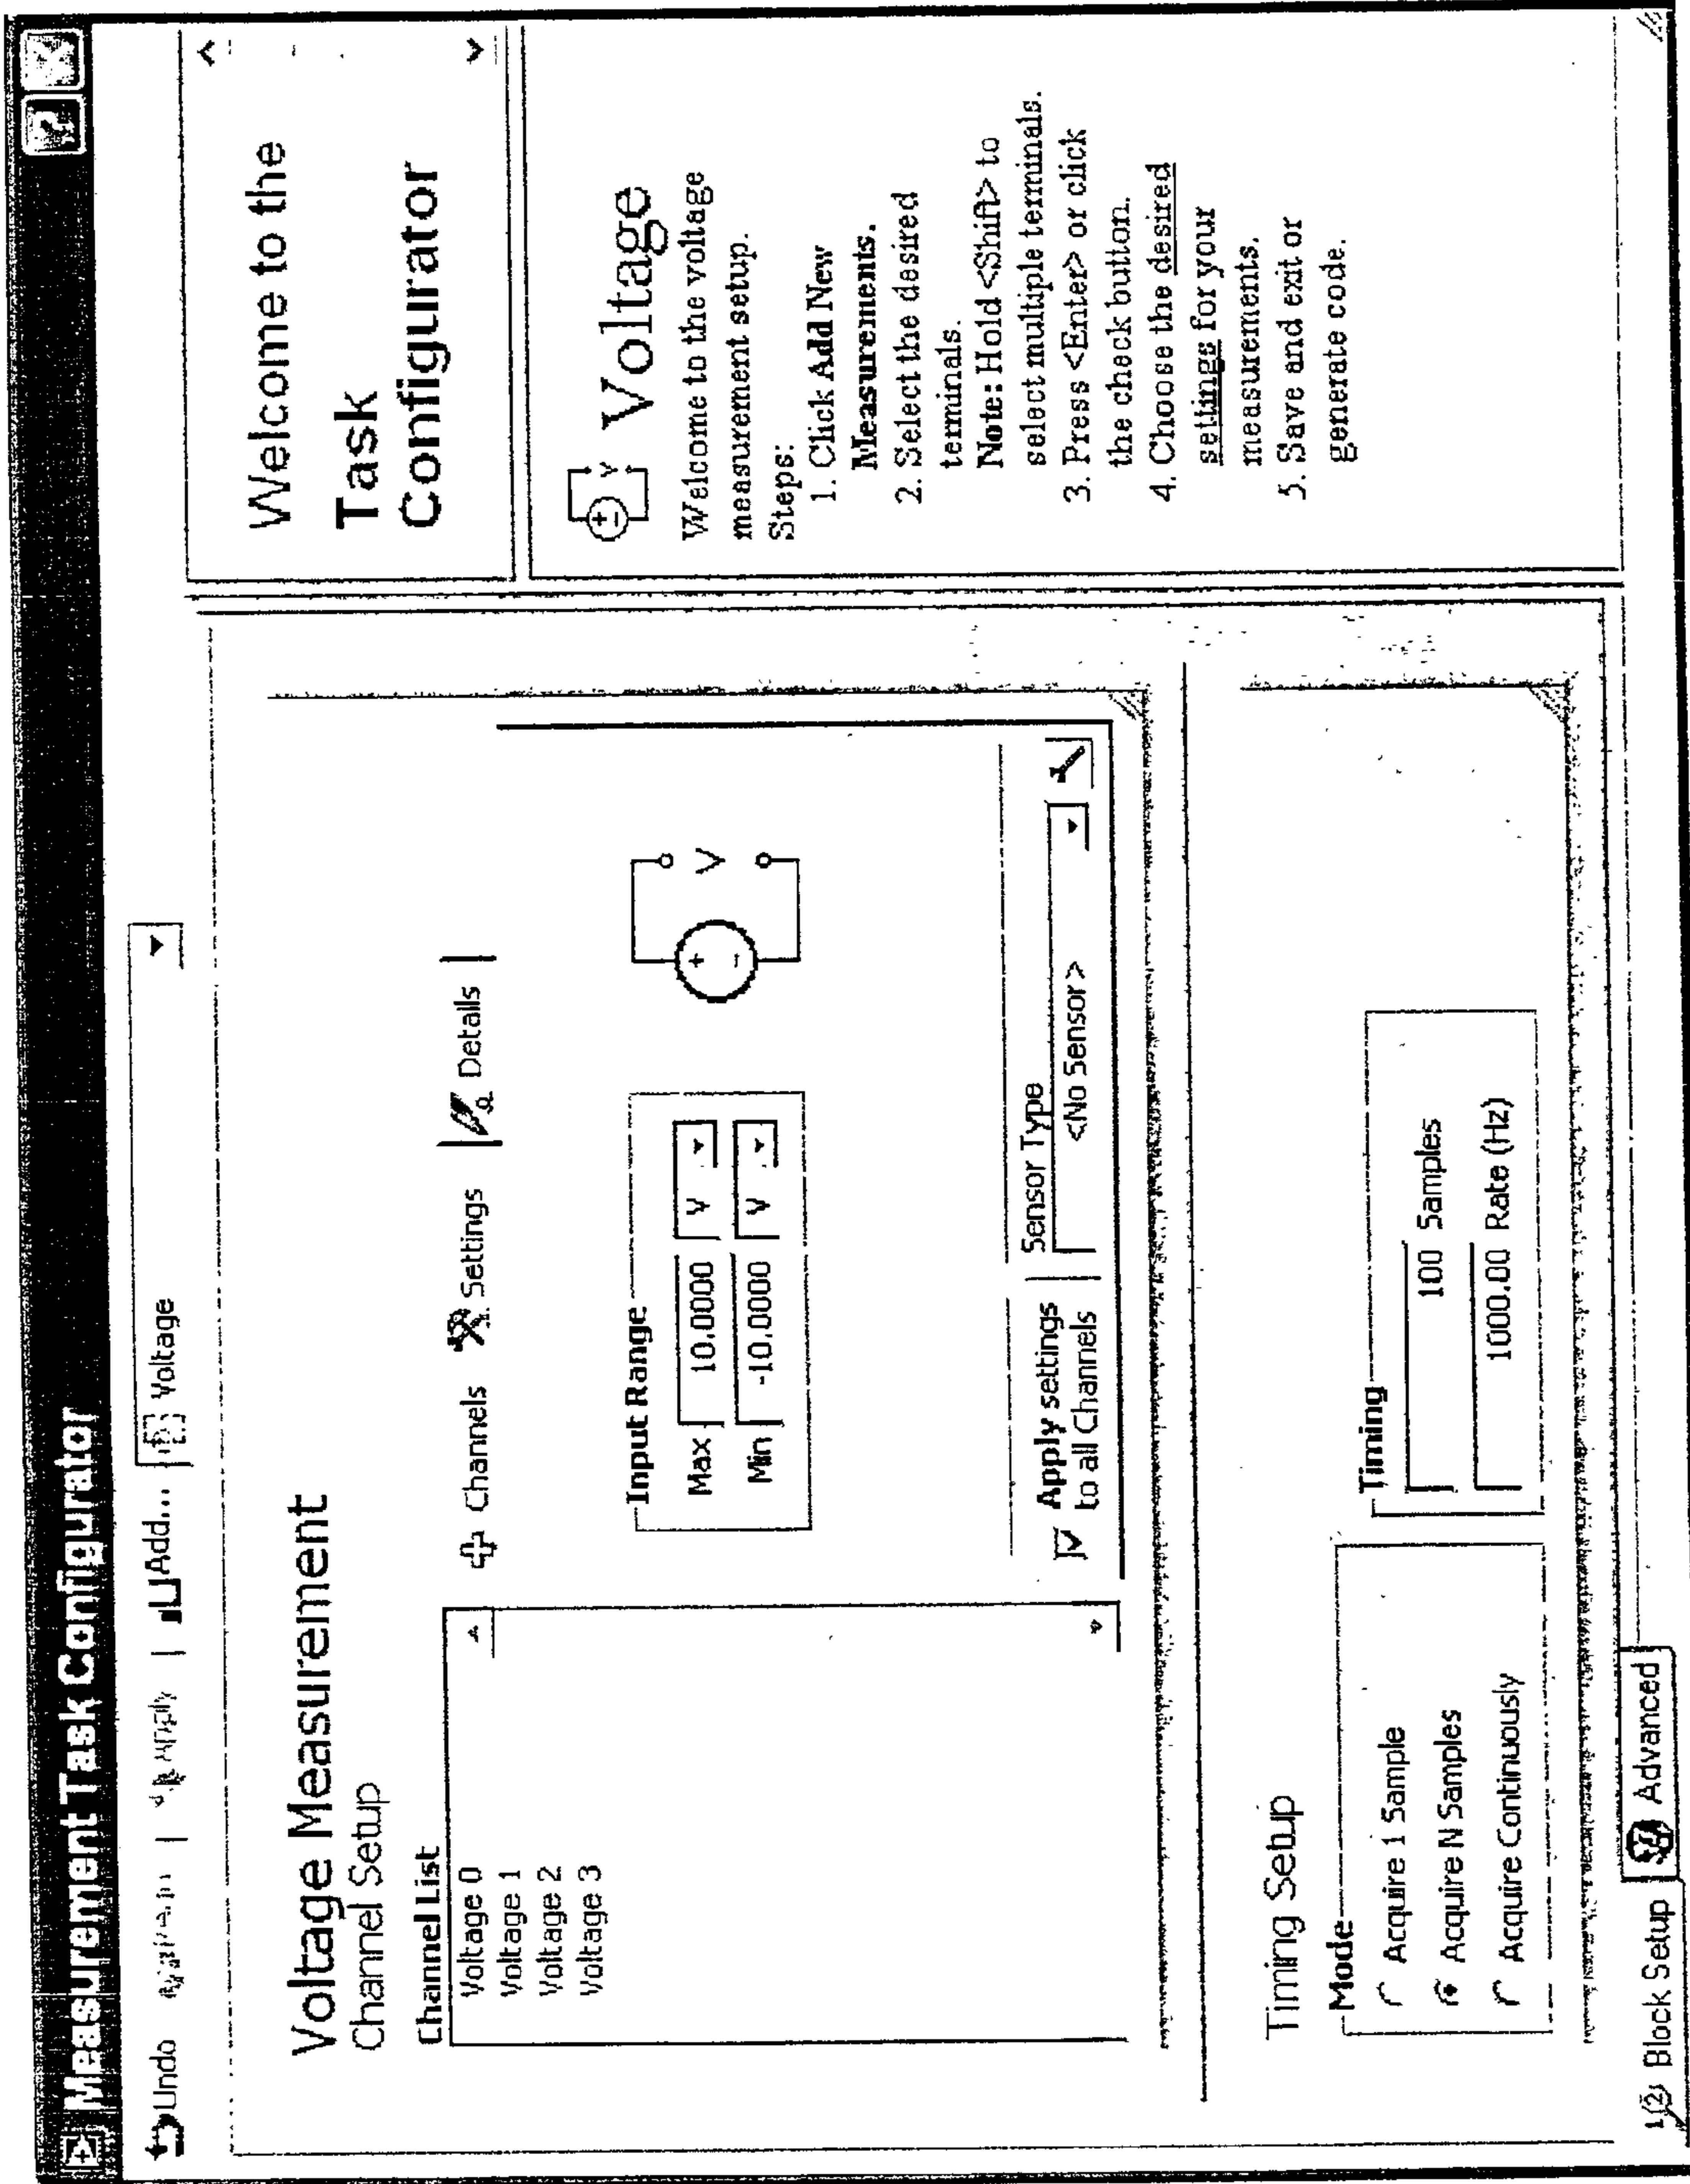 Measurement Task Configurator
?
Undo
Apply
Add...
Voltage
Voltage Measurement
Channel Setup
Channel List
Voltage 0
Voltage 1
Voltage 2
Voltage 3
Channels
Settings
Details
Input Range
Max
10.0000
V
Min
-10.0000
V
+
-
V
Apply settings
to all Channels
Sensor Type
<No Sensor>
Timing Setup
Mode
Acquire 1 Sample
Acquire N Samples
Acquire Continuously
Timing
100 Samples
1000.00 Rate (Hz)
Block Setup
Advanced
Welcome to the
Task
Configurator
Voltage
Welcome to the voltage
measurement setup.
Steps:
1. Click Add New
Measurements.
2. Select the desired
terminals.
Note: Hold <Shift> to
select multiple terminals.
3. Press <Enter> or click
the check button.
4. Choose the desired
settings for your
measurements.
5. Save and exit or
generate code.